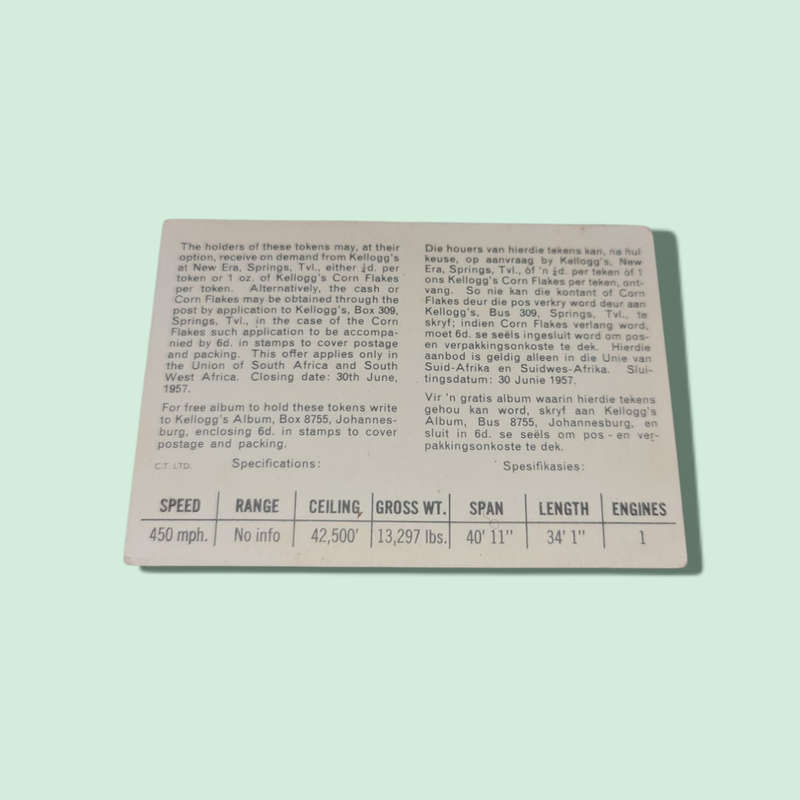 The holders of these tokens may, at their
option, receive on demand from Kellogg's
at New Era, Springs, Tvl., either ½d. per
token or 1 oz. of Kellogg's Corn Flakes
per token. Alternatively, the cash or
Corn Flakes may be obtained through the
post by application to Kellogg's, Box 309,
Springs, Tvl., in the case of the Corn
Flakes such application to be accompa-
nied by 6d. in stamps to cover postage
and packing. This offer applies only in
the Union of South Africa and South
West Africa. Closing date: 30th June,
1957.
For free album to hold these tokens write
to Kellogg's Album, Box 8755, Johannes-
burg, enclosing 6d. in stamps to cover
postage and packing.
C.T. LTD.
Specifications:
Die houers van hierdie tekens kan, na hul
keuse, op aanvraag by Kellogg's, New
Era, Springs, Tvl., óf 'n ½d. per teken óf 1
ons Kellogg's Corn Flakes per teken, ont-
vang. So nie kan die kontant of Corn
Flakes deur die pos verkry word deur aan
Kellogg's, Bus 309, Springs, Tvl., te
skryf; indien Corn Flakes verlang word,
moet 6d. se seëls ingesluit word om pos-
en verpakkingsonkoste te dek. Hierdie
aanbod is geldig alleen in die Unie van
Suid-Afrika en Suidwes-Afrika. Slui-
tingsdatum: 30 Junie 1957.
Vir 'n gratis album waarin hierdie tekens
gehou kan word, skryf aan Kellogg's
Album, Bus 8755, Johannesburg, en
sluit in 6d. se seëls om pos - en ver-
pakkingsonkoste te dek.
Spesifikasies:
SPEED RANGE CEILING GROSS WT. SPAN LENGTH ENGINES
450 mph. No info 42,500' 13,297 lbs. 40' 11" 34' 1" 1